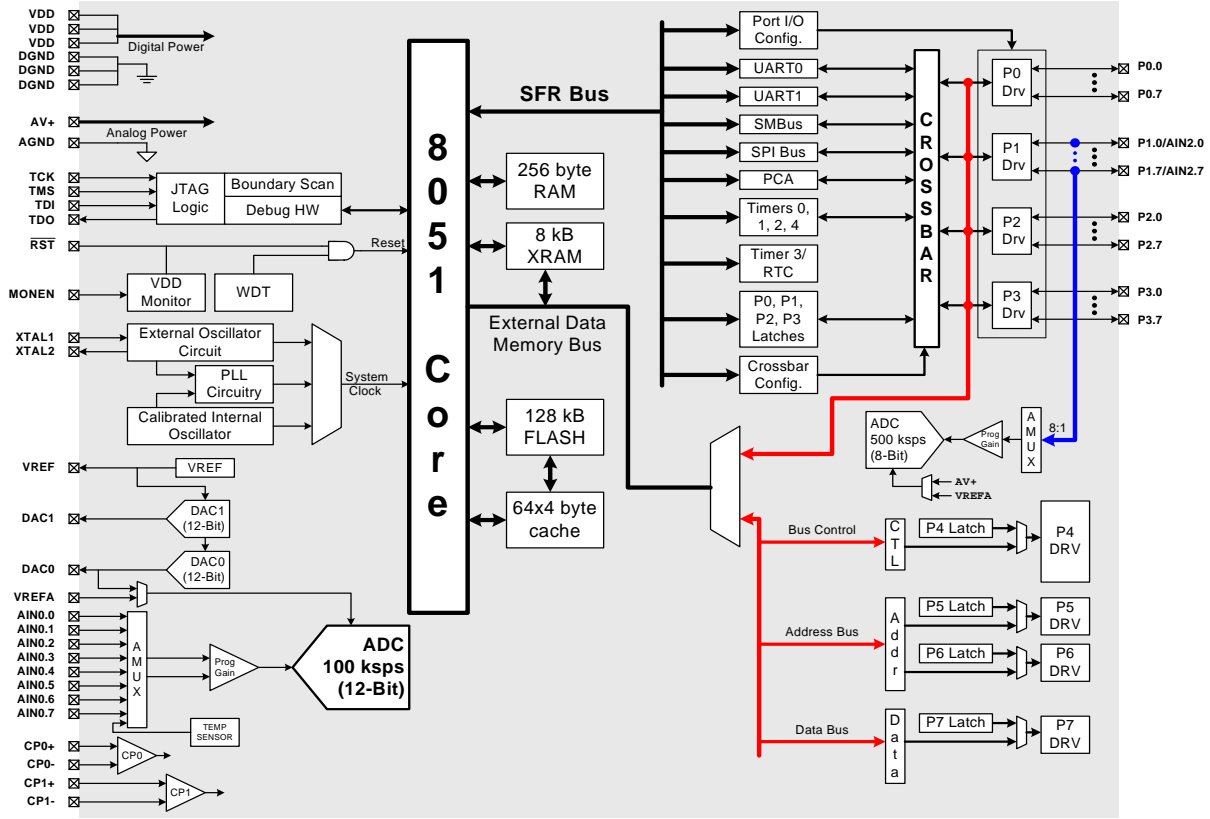 VDD
VDD
VDD
DGND
DGND
DGND
Digital Power
AV+
Analog Power
AGND
TCK
TMS
TDI
TDO
JTAG
Logic
Boundary Scan
Debug HW
RST
Reset
MONEN
VDD
Monitor
WDT
XTAL1
XTAL2
External Oscillator
Circuit
PLL
Circuitry
Calibrated Internal
Oscillator
System
Clock
VREF
VREF
DAC1
DAC1
(12-Bit)
DAC0
DAC0
(12-Bit)
VREFA
AIN0.0
AIN0.1
AIN0.2
AIN0.3
AIN0.4
AIN0.5
AIN0.6
AIN0.7
A
M
U
X
Prog
Gain
ADC
100 ksps
(12-Bit)
TEMP
SENSOR
CP0+
CP0-
CP0
CP1+
CP1-
CP1
8
0
5
1
C
o
r
e
SFR Bus
256 byte
RAM
8 kB
XRAM
External Data
Memory Bus
128 kB
FLASH
64x4 byte
cache
Port I/O
Config.
UART0
UART1
SMBus
SPI Bus
PCA
Timers 0,
1, 2, 4
Timer 3/
RTC
P0, P1,
P2, P3
Latches
Crossbar
Config.
C
R
O
S
S
B
A
R
P0
Drv
P1
Drv
P2
Drv
P3
Drv
P0.0
P0.7
P1.0/AIN2.0
P1.7/AIN2.7
P2.0
P2.7
P3.0
P3.7
ADC
500 ksps
(8-Bit)
Prog
Gain
A
M
U
X
8:1
AV+
VREFA
Bus Control
C
T
L
P4 Latch
P4
DRV
Address Bus
A
d
d
r
P5 Latch
P5
DRV
P6 Latch
P6
DRV
Data Bus
D
a
t
a
P7 Latch
P7
DRV